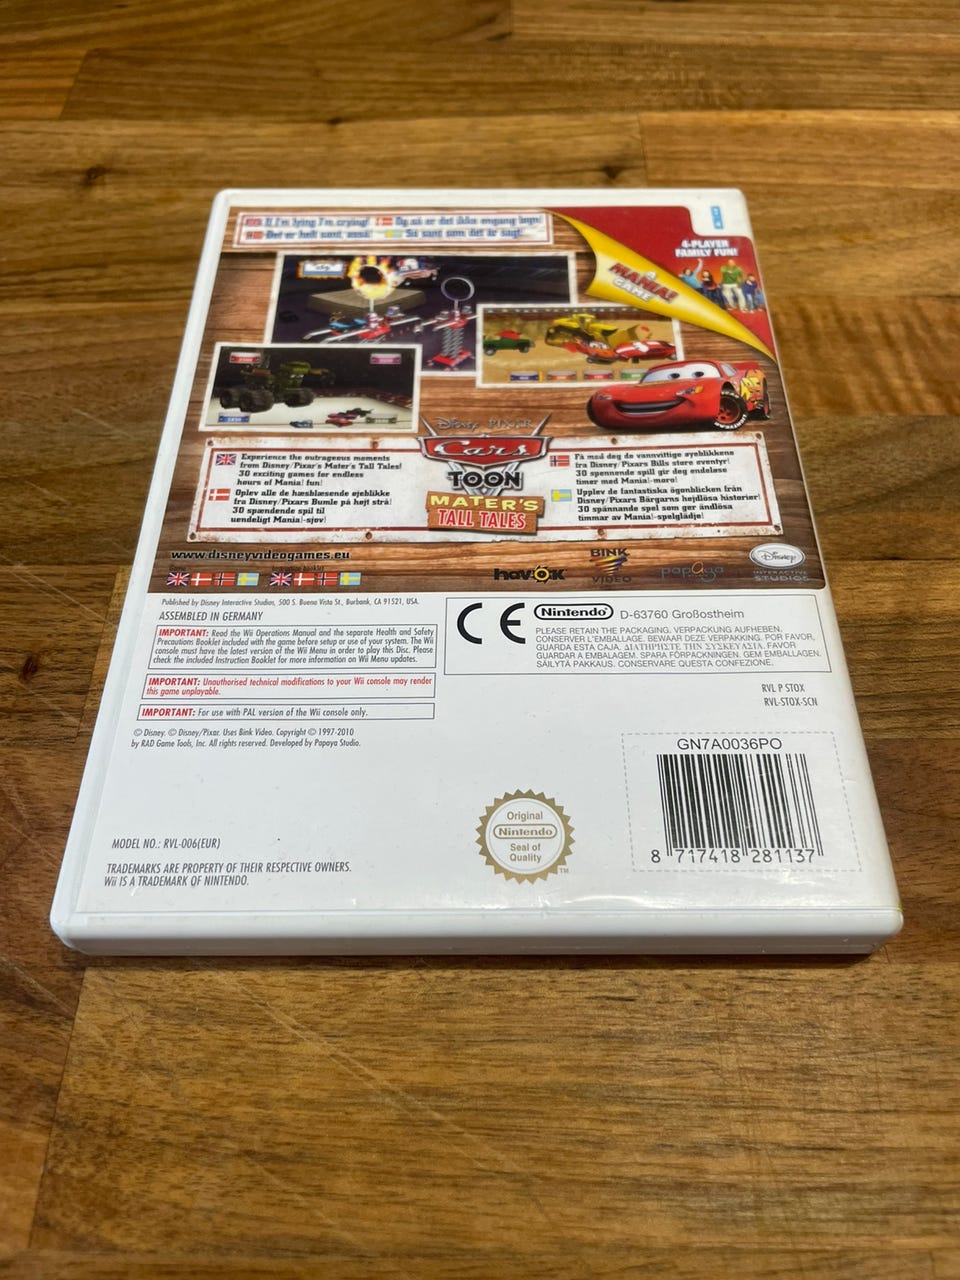 If I'm lying I'm crying! Og så er det ikke engang løgn!
Det er helt sant, assá! Så sant som det är sagt!
4-PLAYER
FAMILY FUN!
A
MANIA!
GAME
Disney PIXAR
Cars
TOON
MATER'S
TALL TALES
Experience the outrageous moments
from Disney/Pixar's Mater's Tall Tales!
30 exciting games for endless
hours of Mania! fun!
Oplev alle de hæsblæsende øjeblikke
fra Disney/Pixars Bumle på højt strå!
30 spændende spil til
uendeligt Mania!-sjov!
Få med deg de vannvittige øyeblikkene
fra Disney/Pixars Bills store eventyr!
30 spennende spill gir deg endeløse
timer med Mania!-moro!
Upplev de fantastiska ögonblicken från
Disney/Pixars Bärgarns hejdlösa historier!
30 spännande spel som ger ändlösa
timmar av Mania!-spelglädje!
www.disneyvideogames.eu
Game
Instruction booklet
havok
BINK
VIDEO
papaya
Disney
INTERACTIVE
STUDIOS
Published by Disney Interactive Studios, 500 S. Buena Vista St., Burbank, CA 91521, USA.
ASSEMBLED IN GERMANY
IMPORTANT: Read the Wii Operations Manual and the separate Health and Safety
Precautions Booklet included with the game before setup or use of your system. The Wii
console must have the latest version of the Wii Menu in order to play this Disc. Please
check the included Instruction Booklet for more information on Wii Menu updates.
IMPORTANT: Unauthorised technical modifications to your Wii console may render
this game unplayable.
IMPORTANT: For use with PAL version of the Wii console only.
© Disney. © Disney/Pixar. Uses Bink Video. Copyright © 1997-2010
by RAD Game Tools, Inc. All rights reserved. Developed by Papaya Studio.
CE Nintendo D-63760 Großostheim
PLEASE RETAIN THE PACKAGING. VERPACKUNG AUFHEBEN.
CONSERVER L'EMBALLAGE. BEWAAR DEZE VERPAKKING. POR FAVOR,
GUARDA ESTA CAJA. ΔΙΑΤΗΡΗΣΤΕ ΤΗΝ ΣΥΣΚΕΥΑΣΙΑ. FAVOR
GUARDAR A EMBALAGEM. SPARA FÖRPACKNINGEN. GEM EMBALLAGEN.
SÄILYTÄ PAKKAUS. CONSERVARE QUESTA CONFEZIONE.
RVL P STOX
RVL-STOX-SCN
GN7A0036PO
8 717418 281137
Original
Nintendo
Seal of
Quality
TM
MODEL NO.: RVL-006(EUR)
TRADEMARKS ARE PROPERTY OF THEIR RESPECTIVE OWNERS.
Wii IS A TRADEMARK OF NINTENDO.